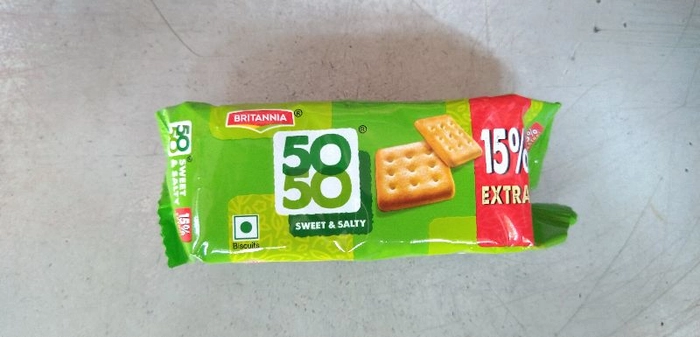 BRITANNIA ®
50 ®
50
SWEET & SALTY
Biscuits
15%
EXTRA
50
50 ®
SWEET
& SALTY
15%